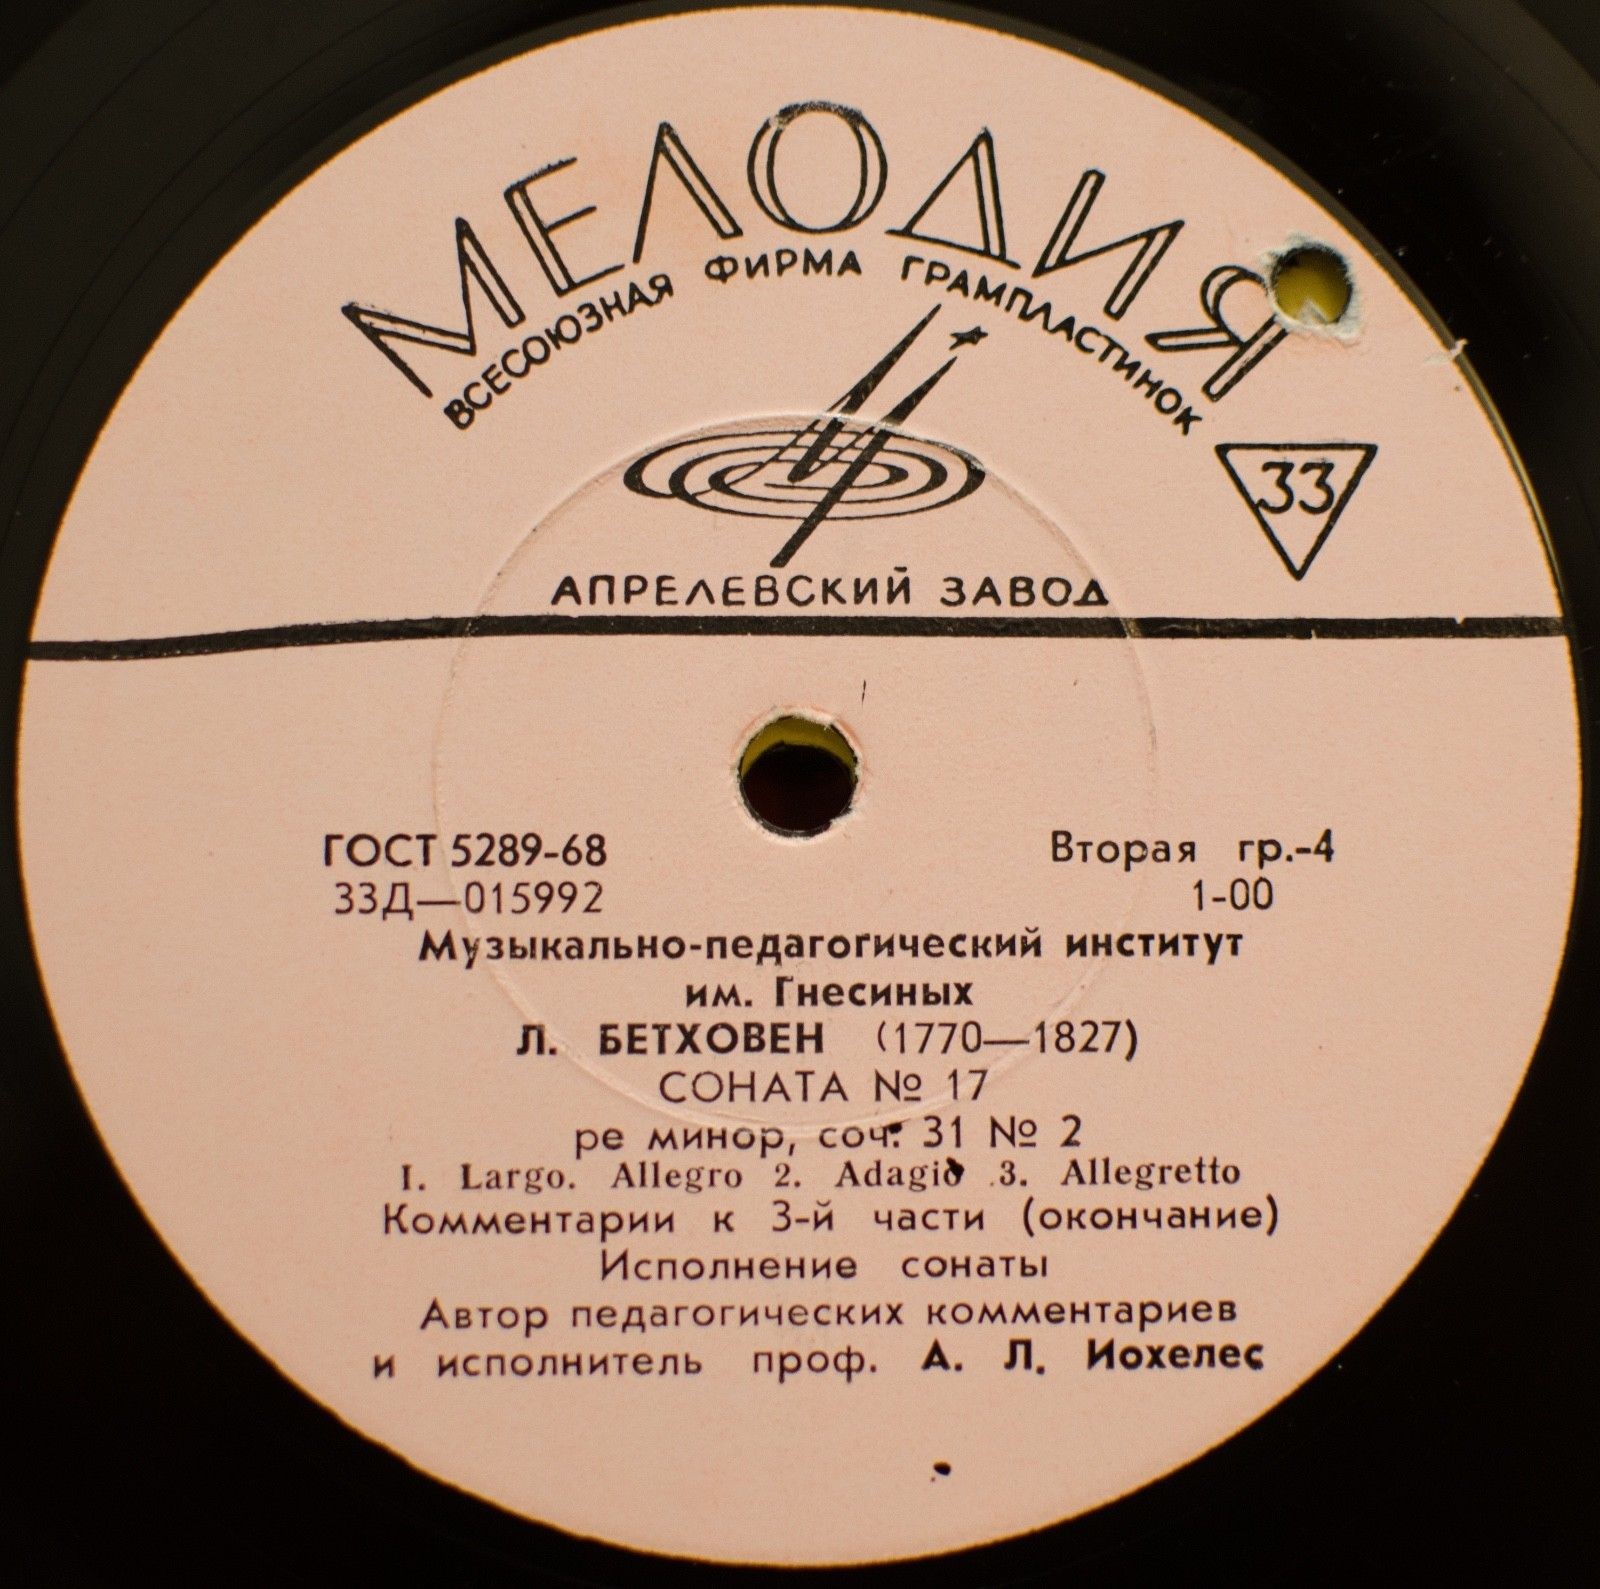 МЕЛОДИЯ
ВСЕСОЮЗНАЯ ФИРМА ГРАМПЛАСТИНОК
33
АПРЕЛЕВСКИЙ ЗАВОД
ГОСТ 5289-68
Вторая гр.-4
33Д—015992
1-00
Музыкально-педагогический институт
им. Гнесиных
Л. БЕТХОВЕН (1770—1827)
СОНАТА № 17
ре минор, соч. 31 № 2
1. Largo. Allegro 2. Adagio 3. Allegretto
Комментарии к 3-й части (окончание)
Исполнение сонаты
Автор педагогических комментариев
и исполнитель проф. А. Л. Иохелес